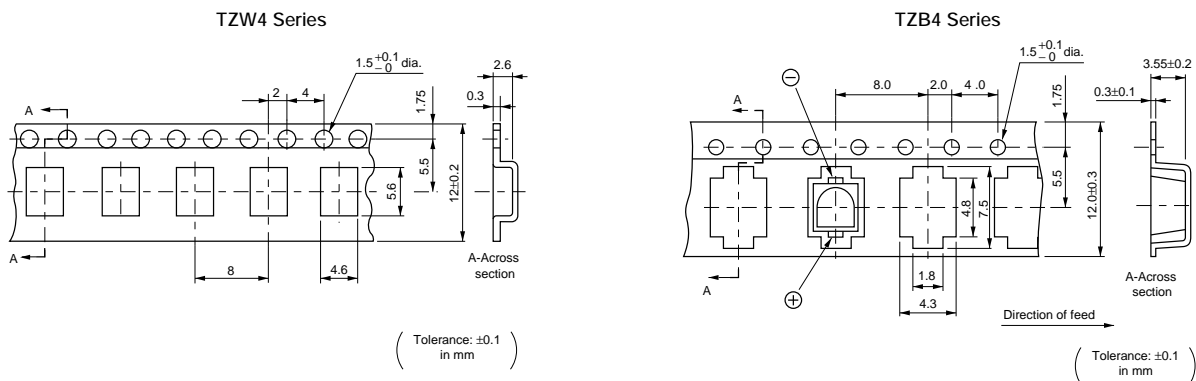 TZW4 Series
1.5 +0.1 −0 dia.
2.6
A
2
4
0.3
1.75
5.5
5.6
12±0.2
A
8
4.6
A-Across
section
Tolerance: ±0.1
in mm
TZB4 Series
1.5 +0.1 −0 dia.
3.55±0.2
⊖
8.0
2.0
4 .0
0.3±0.1
A
1.75
5.5
4.8
7.5
12.0±0.3
A
1.8
4.3
⊕
A-Across
section
Direction of feed
Tolerance: ±0.1
in mm